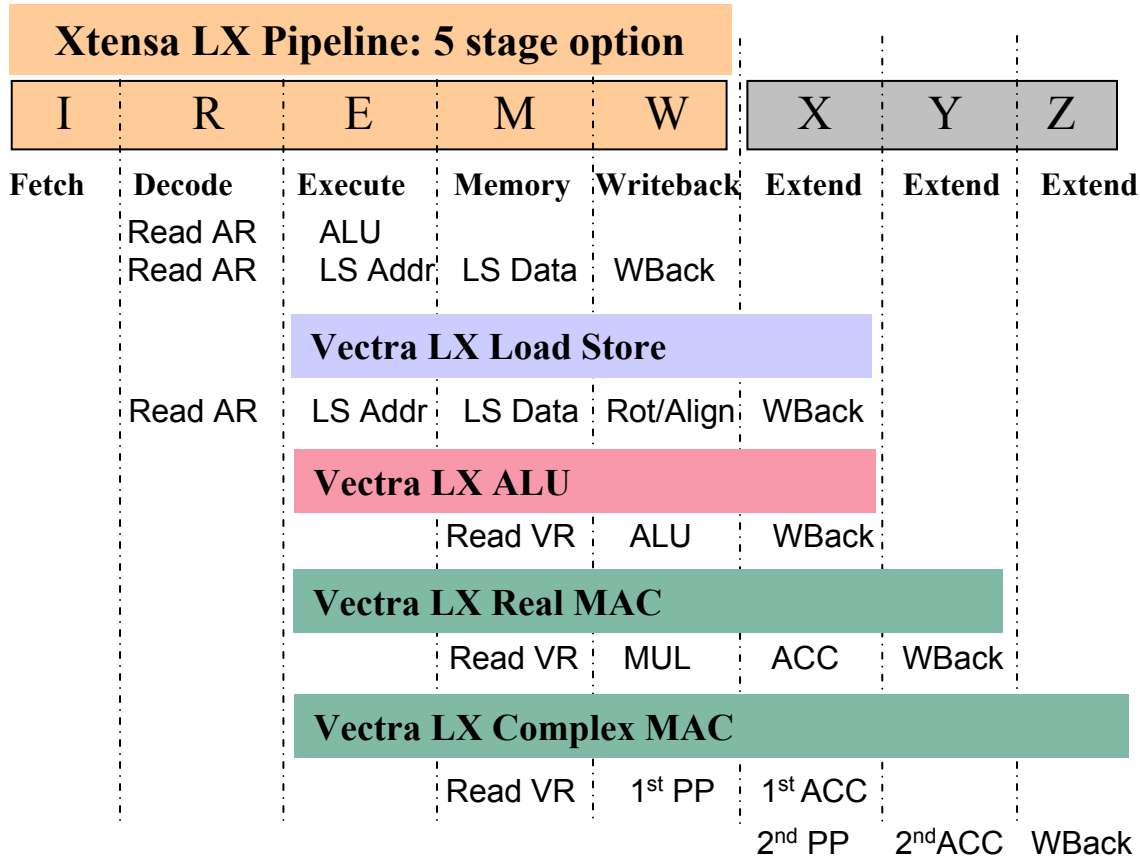 Xtensa LX Pipeline: 5 stage option
I R E M W X Y Z
Fetch Decode Execute Memory Writeback Extend Extend Extend
Read AR ALU
Read AR LS Addr LS Data WBack
Vectra LX Load Store
Read AR LS Addr LS Data Rot/Align WBack
Vectra LX ALU
Read VR ALU WBack
Vectra LX Real MAC
Read VR MUL ACC WBack
Vectra LX Complex MAC
Read VR 1st PP 1st ACC
2nd PP 2ndACC WBack